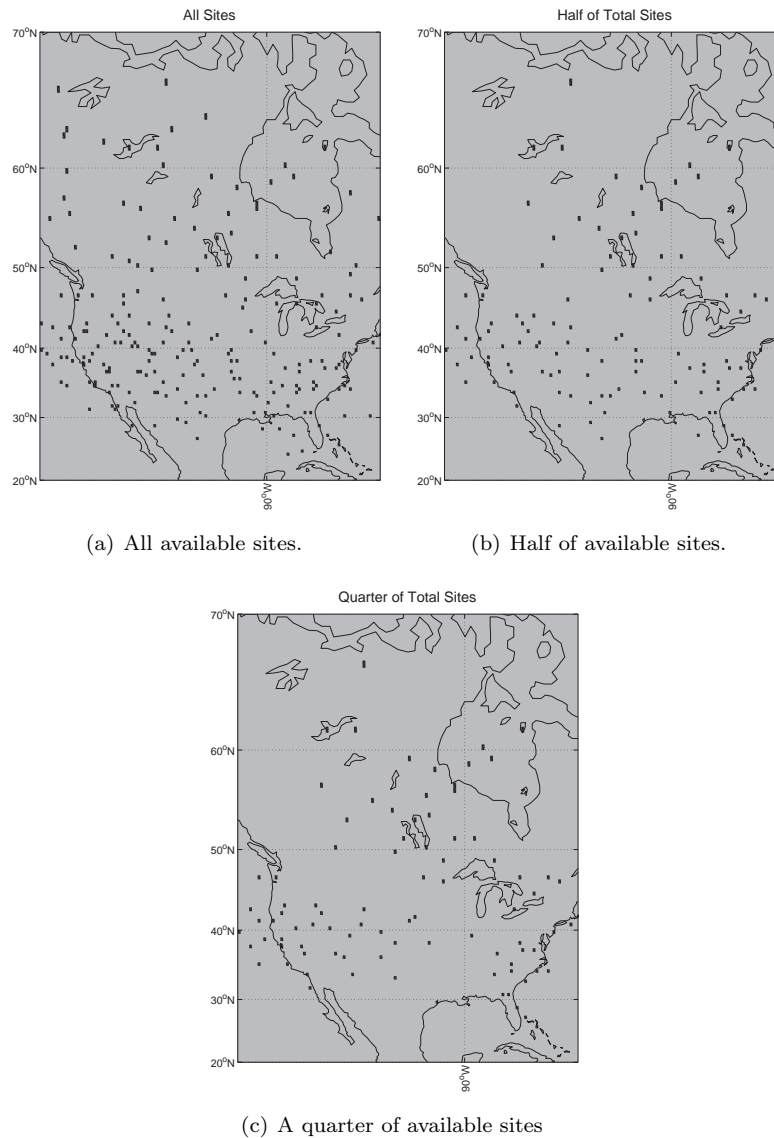 All Sites
70°N
60°N
50°N
40°N
30°N
20°N
90°W
(a) All available sites.
Half of Total Sites
70°N
60°N
50°N
40°N
30°N
20°N
90°W
(b) Half of available sites.
Quarter of Total Sites
70°N
60°N
50°N
40°N
30°N
20°N
90°W
(c) A quarter of available sites